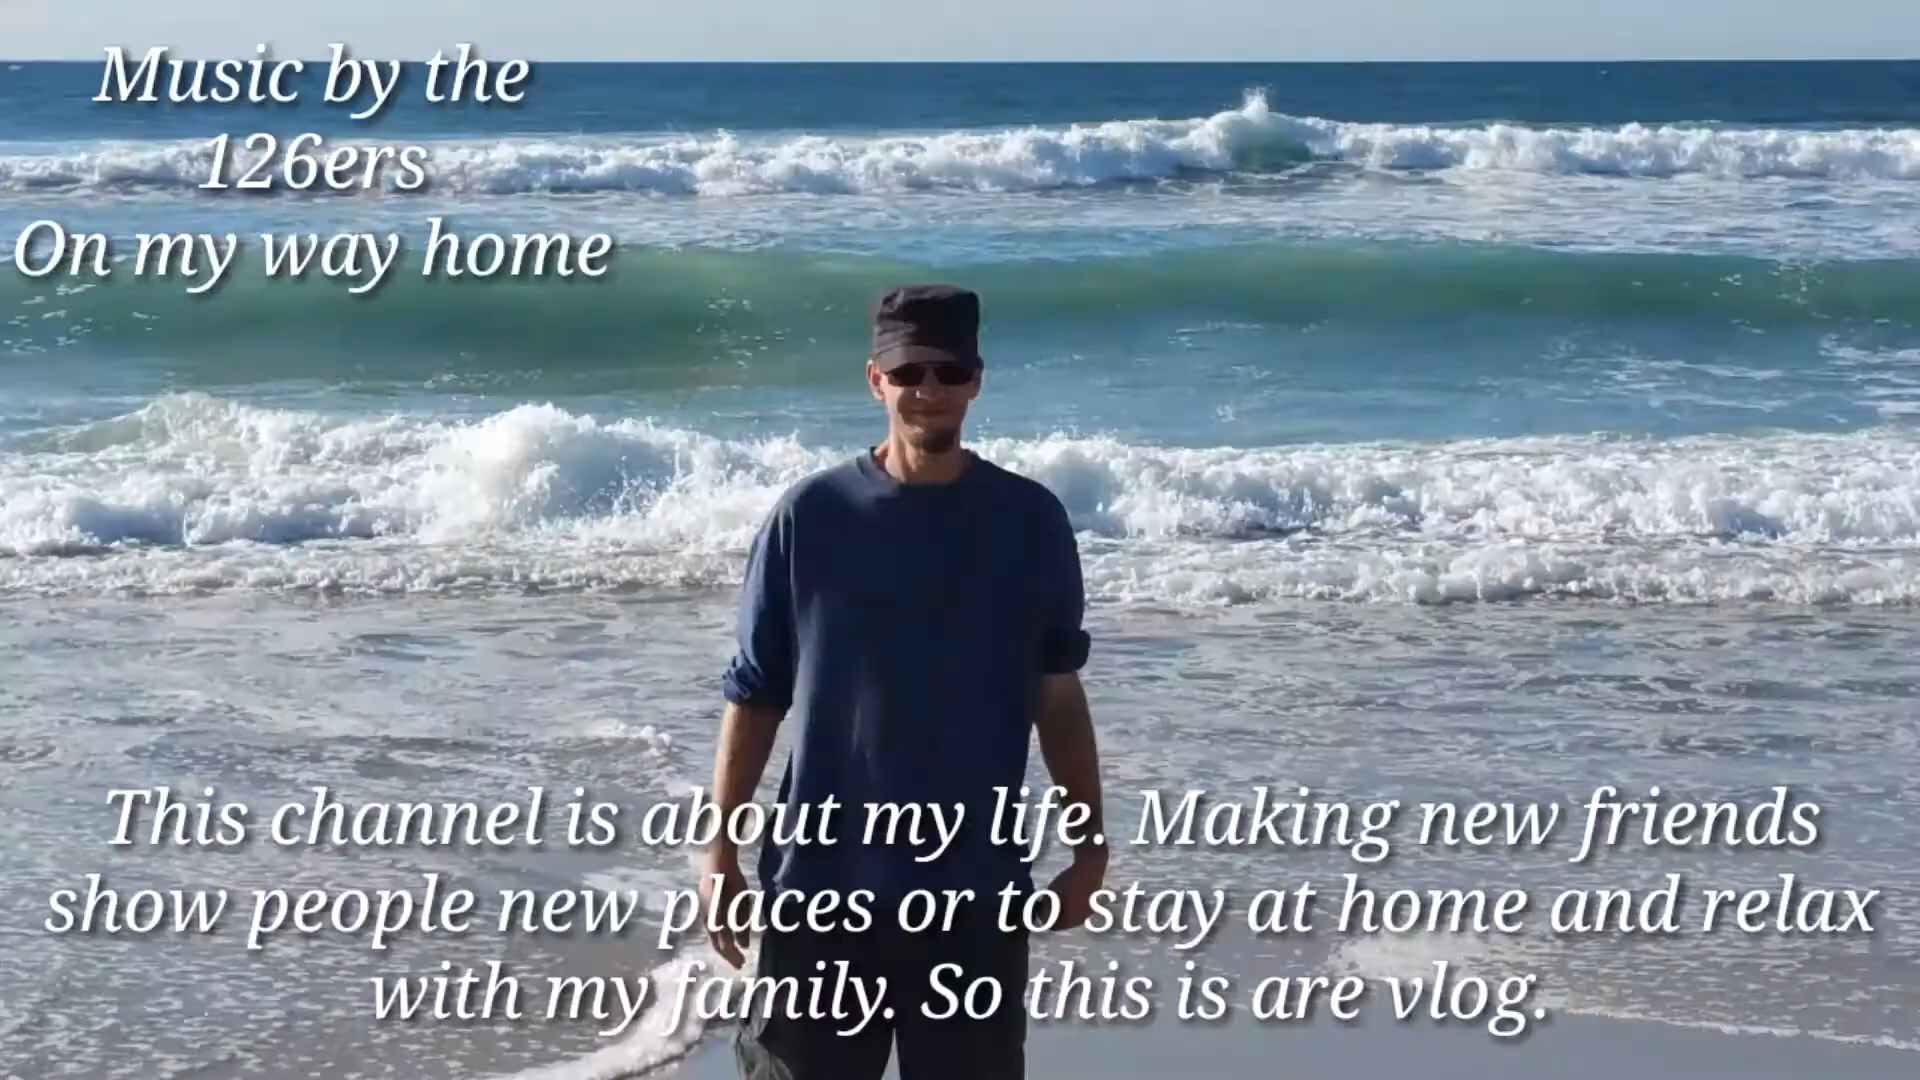 Music by the
126ers
On my way home
This channel is about my life. Making new friends
show people new places or to stay at home and relax
with my family. So this is are vlog.